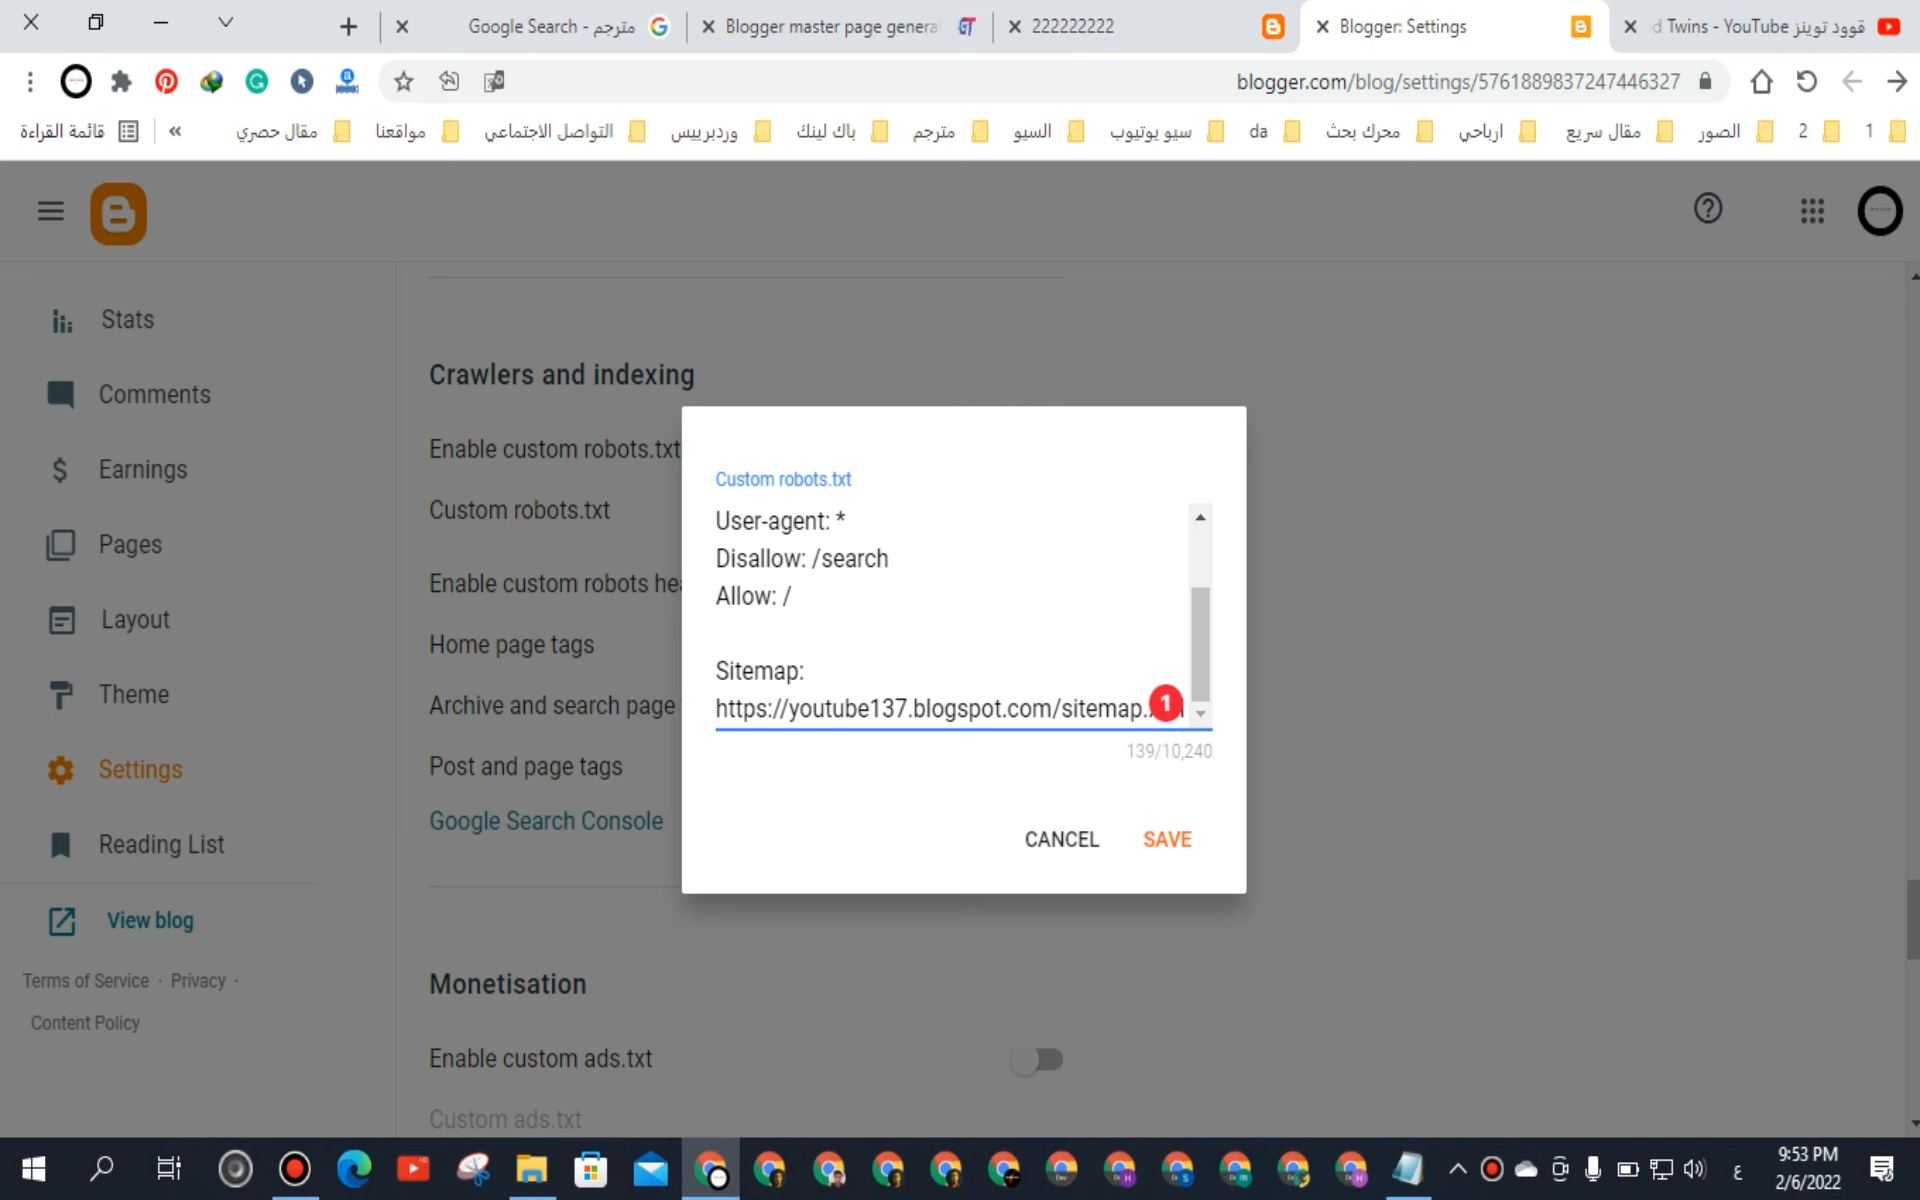 Google Search - مترجم
Blogger master page genera
222222222
Blogger: Settings
d Twins - YouTube قوود توينز
blogger.com/blog/settings/5761889837247446327
قائمة القراءة
«
مقال حصري
مواقعنا
التواصل الاجتماعي
وردبرييس
باك لينك
مترجم
السيو
سيو يوتيوب
da
محرك بحث
ارباحي
مقال سريع
الصور
2
1
Stats
Comments
Earnings
Pages
Layout
Theme
Settings
Reading List
View blog
Terms of Service · Privacy ·
Content Policy
Crawlers and indexing
Enable custom robots.txt
Custom robots.txt
Enable custom robots hea
Home page tags
Archive and search page
Post and page tags
Google Search Console
Custom robots.txt
User-agent: *
Disallow: /search
Allow: /
Sitemap:
https://youtube137.blogspot.com/sitemap.
1
139/10,240
CANCEL
SAVE
Monetisation
Enable custom ads.txt
Custom ads.txt
ع
9:53 PM
2/6/2022